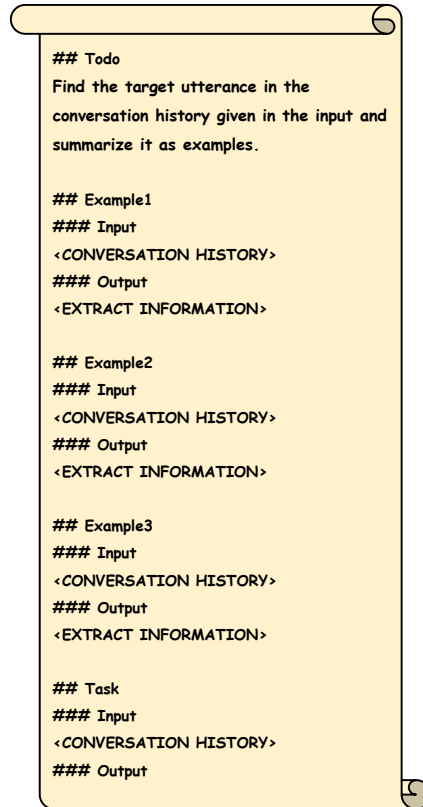 ## Todo
Find the target utterance in the
conversation history given in the input and
summarize it as examples.
## Example1
### Input
<CONVERSATION HISTORY>
### Output
<EXTRACT INFORMATION>
## Example2
### Input
<CONVERSATION HISTORY>
### Output
<EXTRACT INFORMATION>
## Example3
### Input
<CONVERSATION HISTORY>
### Output
<EXTRACT INFORMATION>
## Task
### Input
<CONVERSATION HISTORY>
### Output